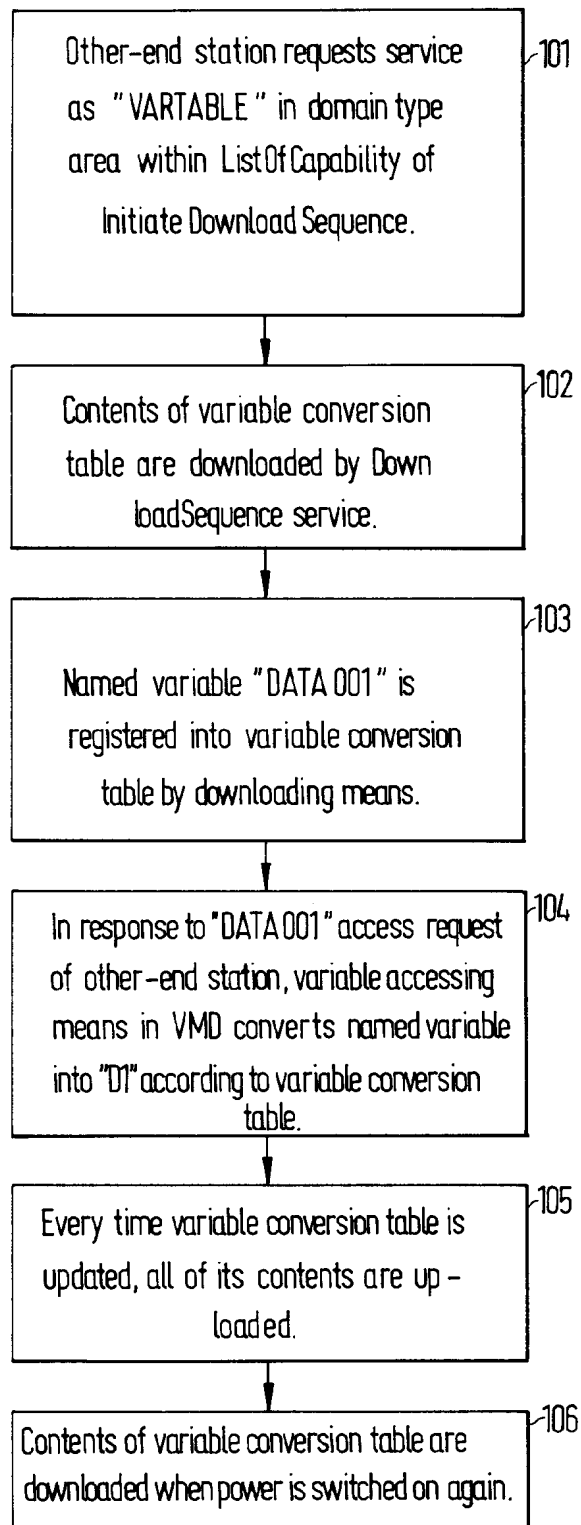 Other-end station requests service
as "VARTABLE" in domain type
area within ListOfCapability of
Initiate Download Sequence.
101
Contents of variable conversion
table are downloaded by Down
loadSequence service.
102
Named variable "DATA 001" is
registered into variable conversion
table by downloading means.
103
In response to "DATA 001" access request
of other-end station, variable accessing
means in VMD converts named variable
into "D1" according to variable conversion
table.
104
Every time variable conversion table is
updated, all of its contents are up-
loaded.
105
Contents of variable conversion table are
downloaded when power is switched on again.
106